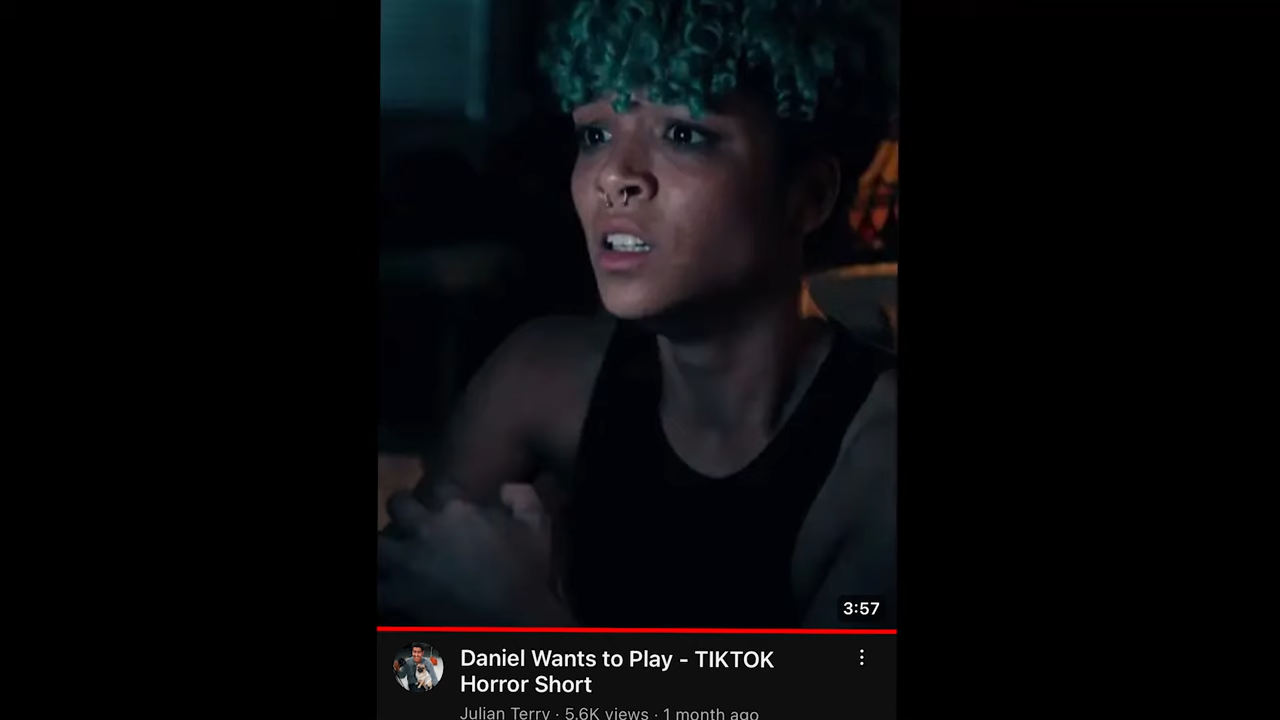 3:57
Daniel Wants to Play - TIKTOK
Horror Short
Julian Terry · 5.6K views · 1 month ago